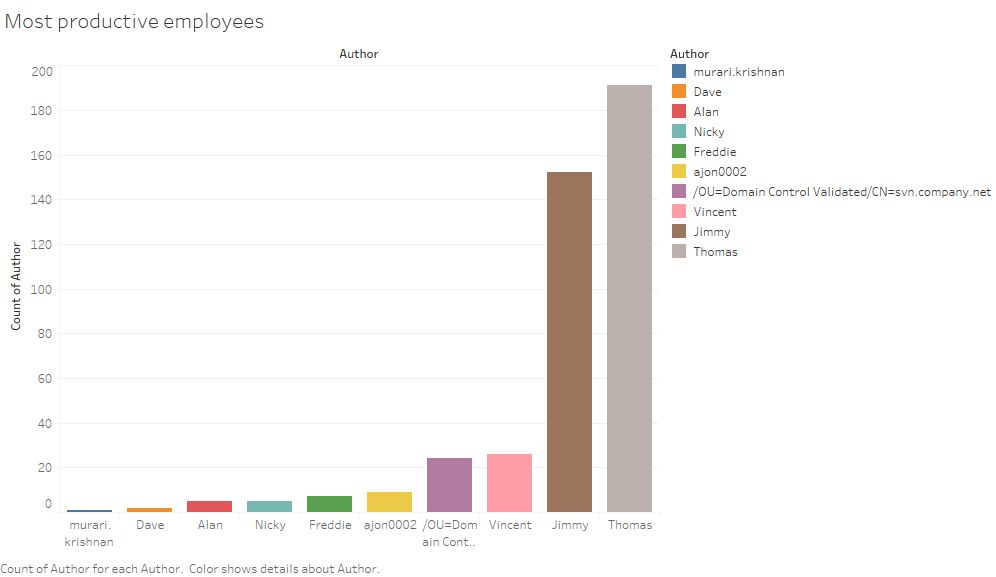 Most productive employees
Author
200
180
160
140
120
100
80
60
40
20
0
Count of Author
murari.
krishnan
Dave
Alan
Nicky
Freddie
ajon0002
/OU=Dom
ain Cont..
Vincent
Jimmy
Thomas
Author
murari.krishnan
Dave
Alan
Nicky
Freddie
ajon0002
/OU=Domain Control Validated/CN=svn.company.net
Vincent
Jimmy
Thomas
Count of Author for each Author. Color shows details about Author.